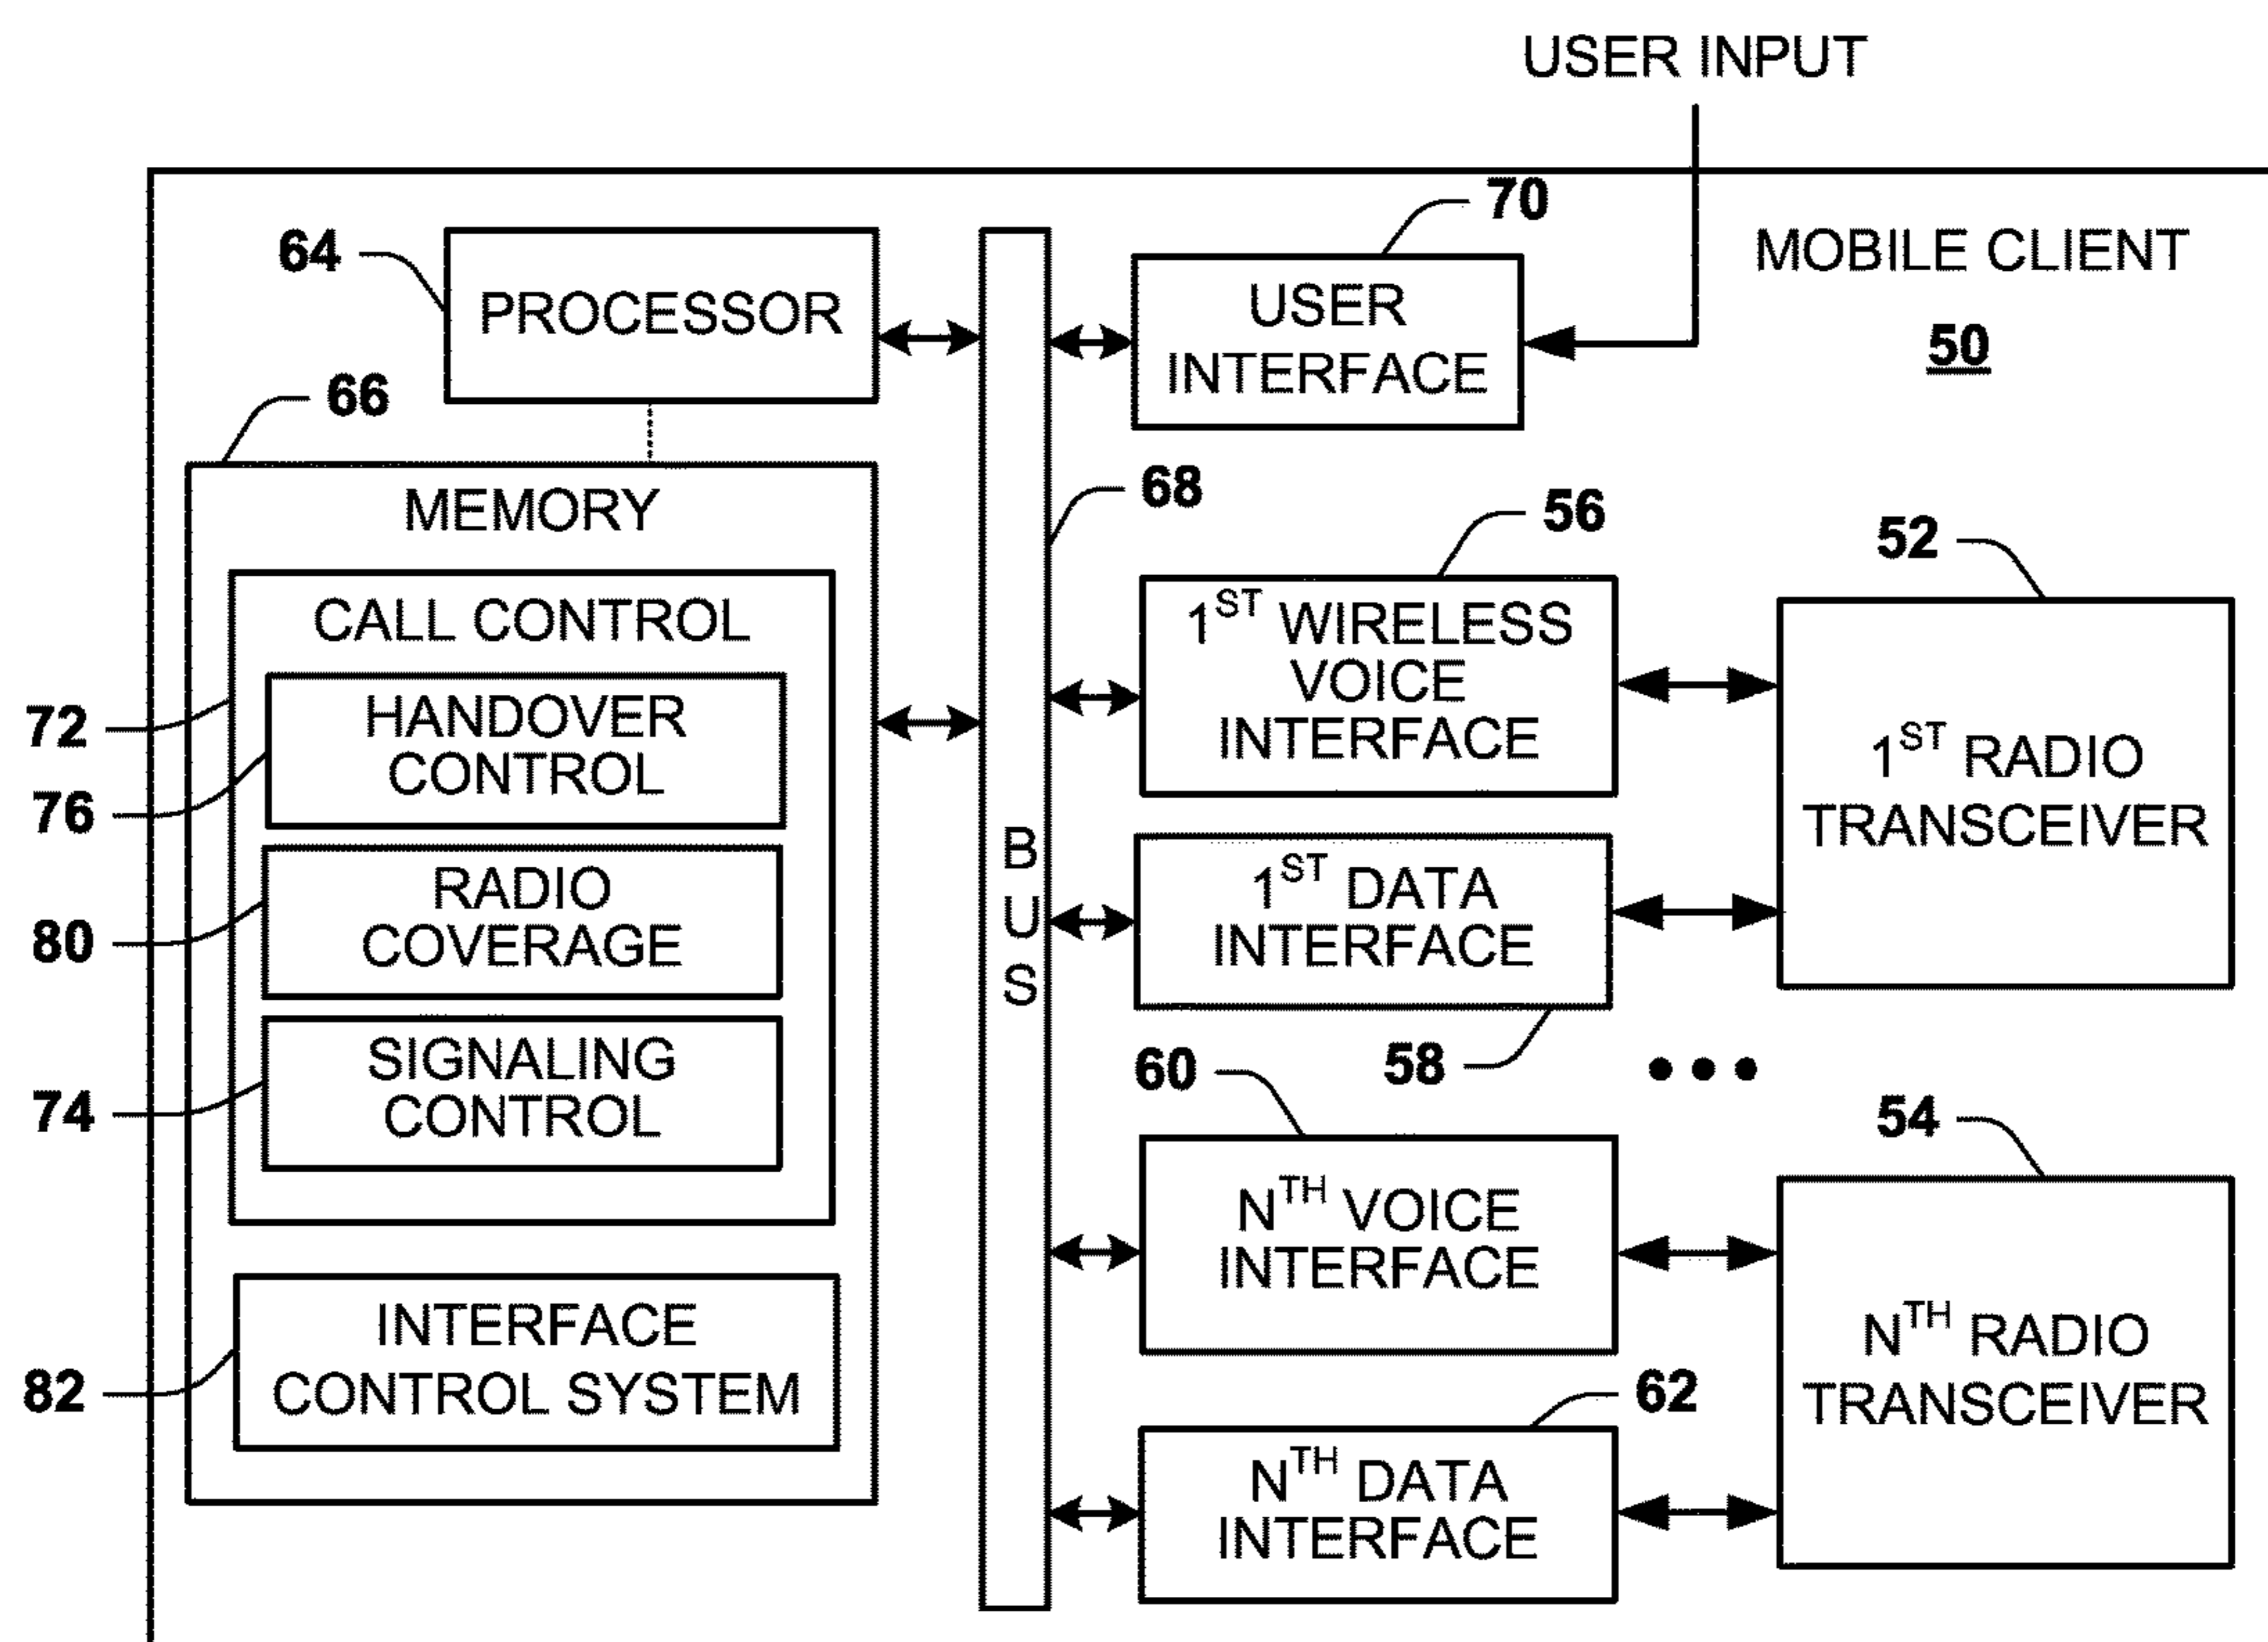 USER INPUT
MOBILE CLIENT
50
70
USER
INTERFACE
64
PROCESSOR
66
MEMORY
CALL CONTROL
72
HANDOVER
CONTROL
76
RADIO
COVERAGE
80
SIGNALING
CONTROL
74
INTERFACE
CONTROL SYSTEM
82
68
B
U
S
56
1ST WIRELESS
VOICE
INTERFACE
52
1ST RADIO
TRANSCEIVER
1ST DATA
INTERFACE
58
60
NTH VOICE
INTERFACE
54
NTH RADIO
TRANSCEIVER
62
NTH DATA
INTERFACE